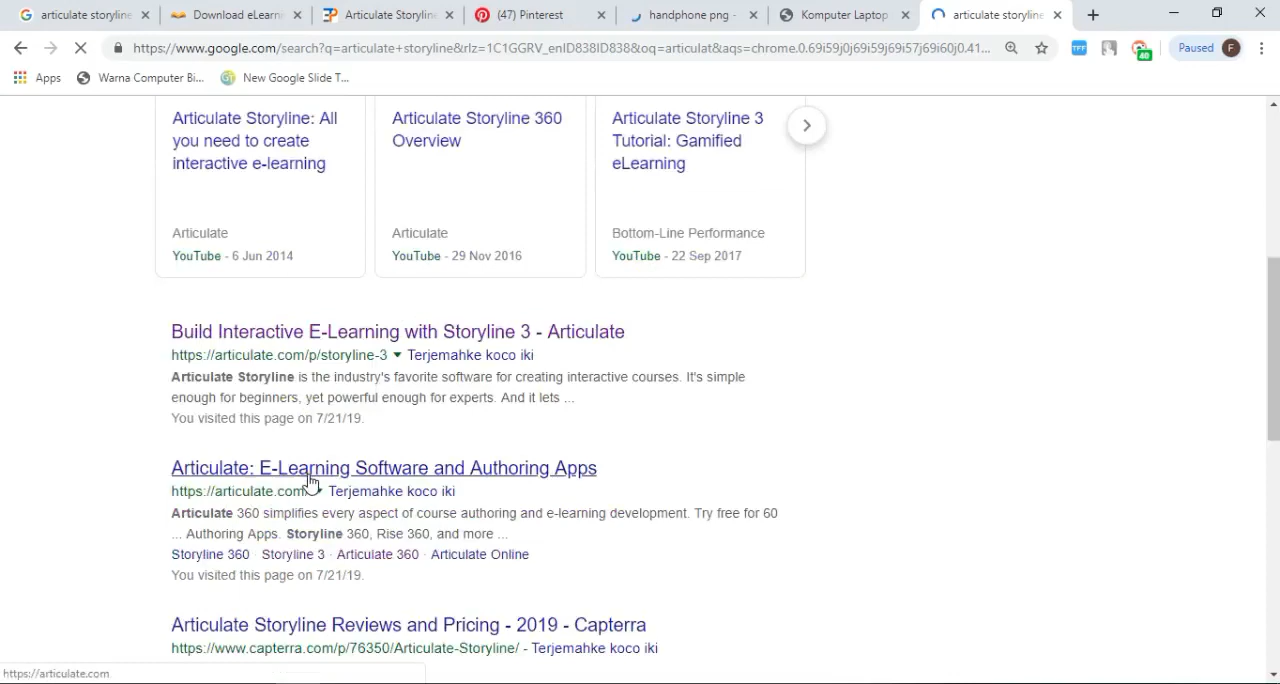 articulate storyline
Download eLearni
Articulate Storylin
(47) Pinterest
handphone png -
Komputer Laptop
articulate storyline
https://www.google.com/search?q=articulate+storyline&rlz=1C1GGRV_enID838ID838&oq=articulat&aqs=chrome.0.69i59j0j69i59j69i57j69i60j0.41...
TFF
40
Paused
F
Apps
Warna Computer Bi...
New Google Slide T...
Articulate Storyline: All
you need to create
interactive e-learning
Articulate
YouTube - 6 Jun 2014
Articulate Storyline 360
Overview
Articulate
YouTube - 29 Nov 2016
Articulate Storyline 3
Tutorial: Gamified
eLearning
Bottom-Line Performance
YouTube - 22 Sep 2017
Build Interactive E-Learning with Storyline 3 - Articulate
https://articulate.com/p/storyline-3 Terjemahke koco iki
Articulate Storyline is the industry's favorite software for creating interactive courses. It's simple
enough for beginners, yet powerful enough for experts. And it lets ...
You visited this page on 7/21/19.
Articulate: E-Learning Software and Authoring Apps
https://articulate.com Terjemahke koco iki
Articulate 360 simplifies every aspect of course authoring and e-learning development. Try free for 60
... Authoring Apps. Storyline 360, Rise 360, and more ...
Storyline 360 · Storyline 3 · Articulate 360 · Articulate Online
You visited this page on 7/21/19.
Articulate Storyline Reviews and Pricing - 2019 - Capterra
https://www.capterra.com/p/76350/Articulate-Storyline/ - Terjemahke koco iki
https://articulate.com